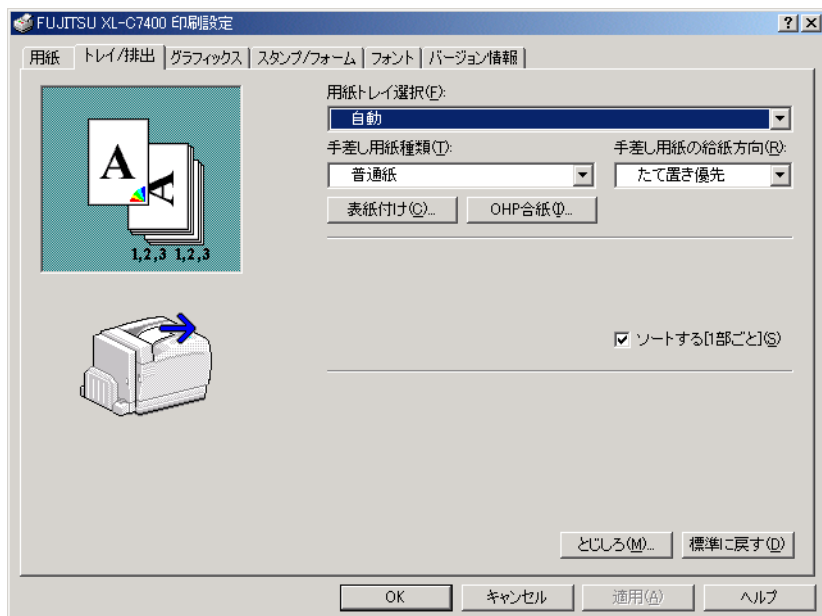 FUJITSU XL-C7400 印刷設定
用紙 トレイ/排出 グラフィックス スタンプ/フォーム フォント バージョン情報
用紙トレイ選択(F):
自動
手差し用紙種類(T): 手差し用紙の給紙方向(R):
普通紙 たて置き優先
表紙付け(C)... OHP合紙(I)...
A
A
1,2,3 1,2,3
ソートする[1部ごと](S)
とじしろ(M)... 標準に戻す(D)
OK キャンセル 適用(A) ヘルプ